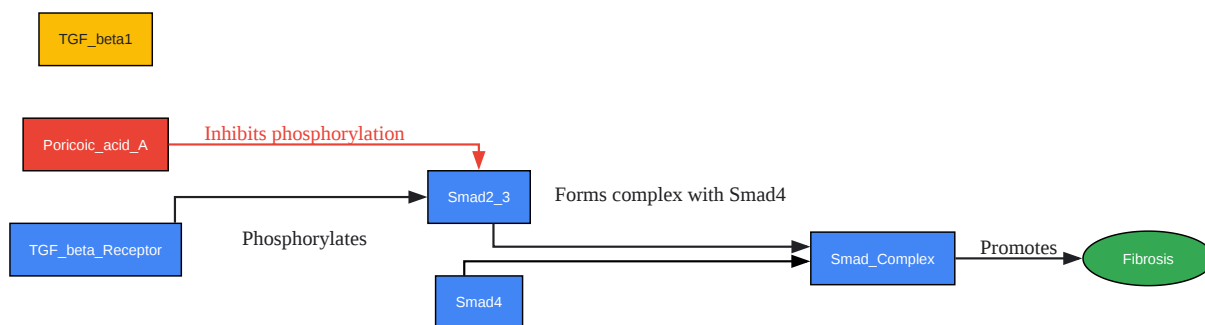 TGF_beta1
Poricoic_acid_A
Inhibits phosphorylation
Smad2_3
Forms complex with Smad4
TGF_beta_Receptor
Phosphorylates
Smad_Complex
Promotes
Fibrosis
Smad4